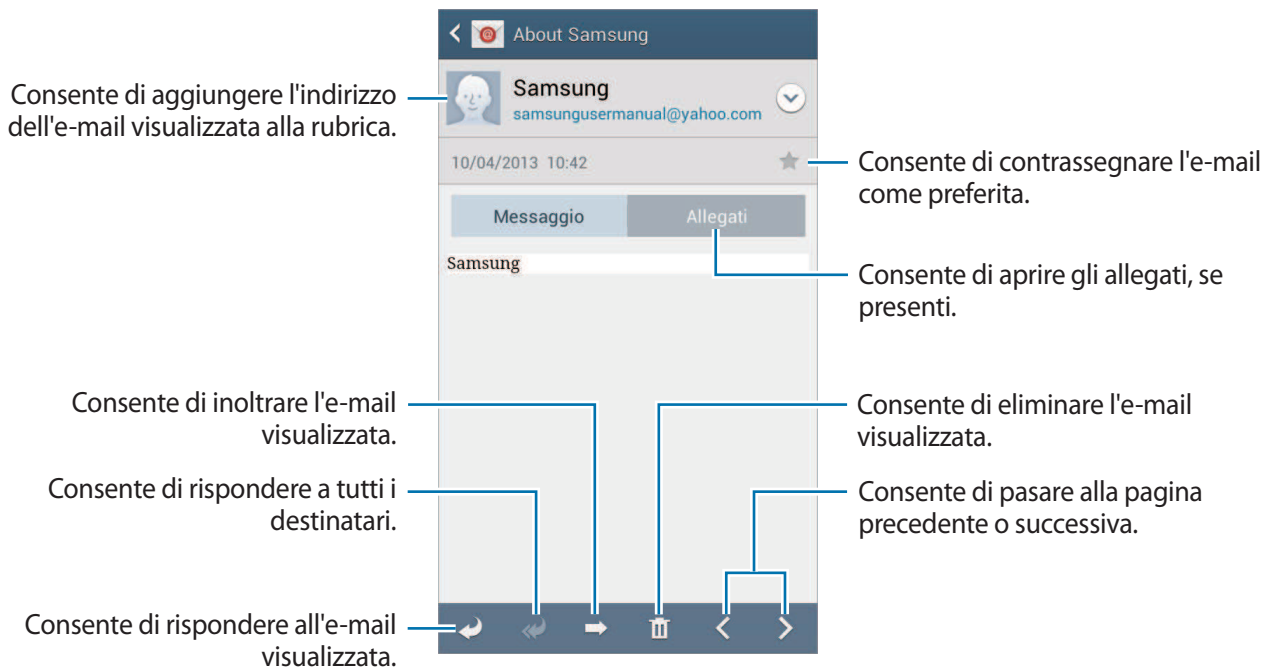 About Samsung
Consente di aggiungere l'indirizzo
dell'e-mail visualizzata alla rubrica.
Samsung
samsungusermanual@yahoo.com
10/04/2013 10:42
Consente di contrassegnare l'e-mail
come preferita.
Messaggio
Allegati
Samsung
Consente di aprire gli allegati, se
presenti.
Consente di inoltrare l'e-mail
visualizzata.
Consente di eliminare l'e-mail
visualizzata.
Consente di rispondere a tutti i
destinatari.
Consente di pasare alla pagina
precedente o successiva.
Consente di rispondere all'e-mail
visualizzata.